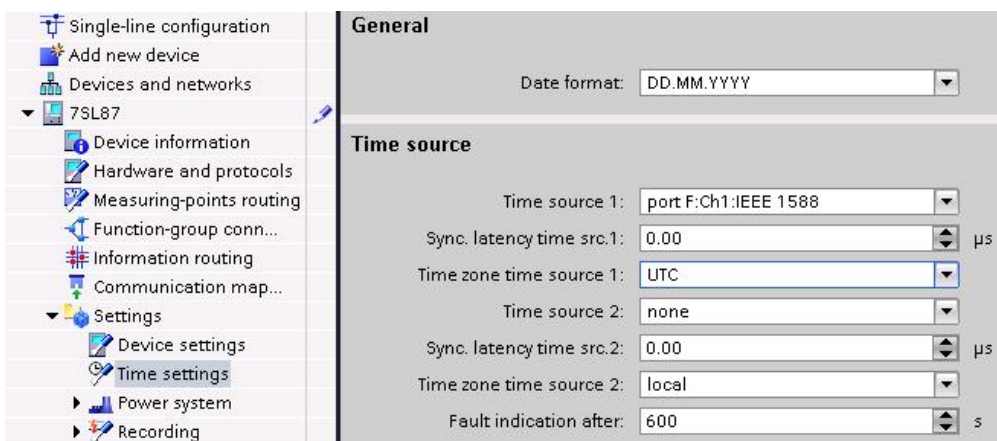 Single-line configuration
Add new device
Devices and networks
7SL87
Device information
Hardware and protocols
Measuring-points routing
Function-group conn...
Information routing
Communication map...
Settings
Device settings
Time settings
Power system
Recording
General
Date format: DD.MM.YYYY
Time source
Time source 1: port F:Ch1:IEEE 1588
Sync. latency time src.1: 0.00 µs
Time zone time source 1: UTC
Time source 2: none
Sync. latency time src.2: 0.00 µs
Time zone time source 2: local
Fault indication after: 600 s